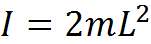 I = 2mL²